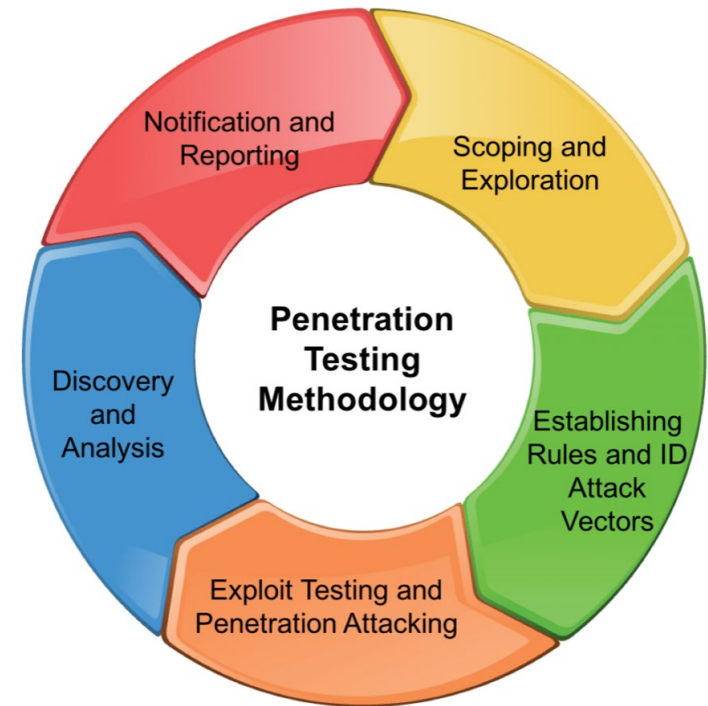 Notification and
Reporting
Scoping and
Exploration
Penetration
Testing
Methodology
Discovery
and
Analysis
Establishing
Rules and ID
Attack
Vectors
Exploit Testing and
Penetration Attacking